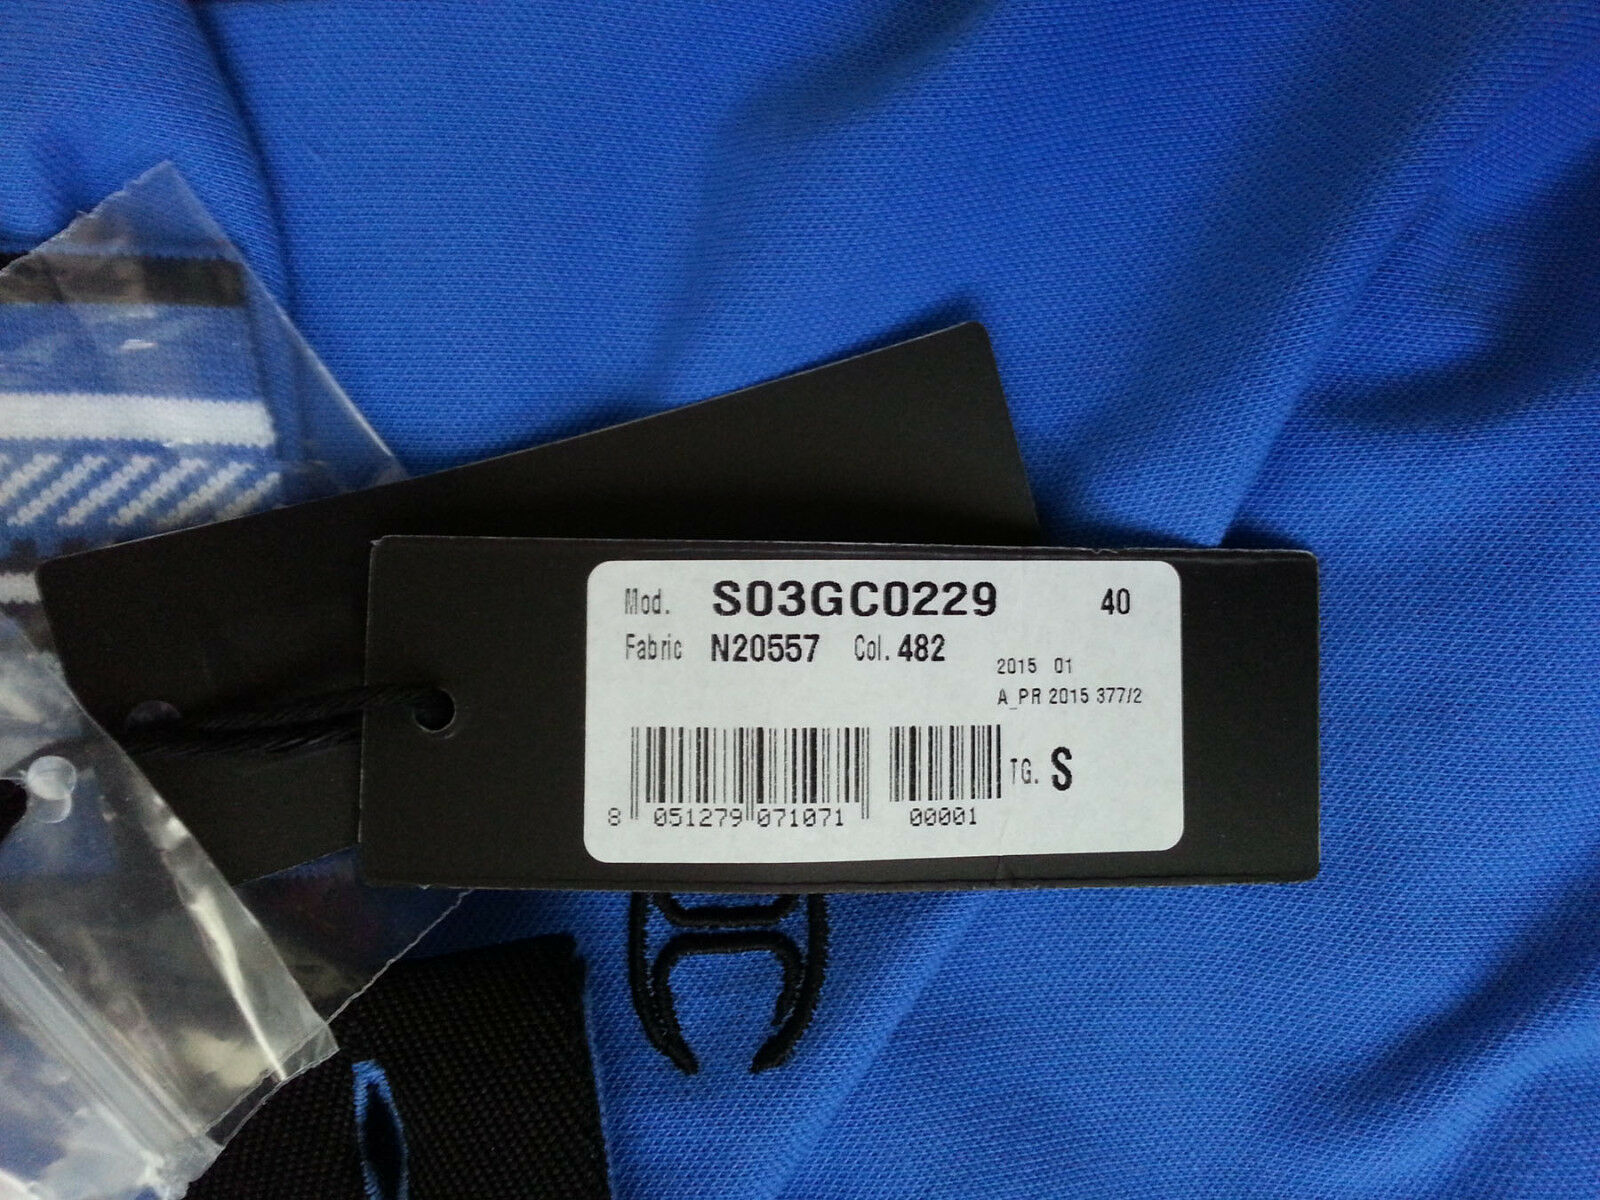 Mod. S03GC0229 40
Fabric N20557 Col. 482
2015 01
A_PR 2015 377/2
TG. S
8 051279 071071 00001